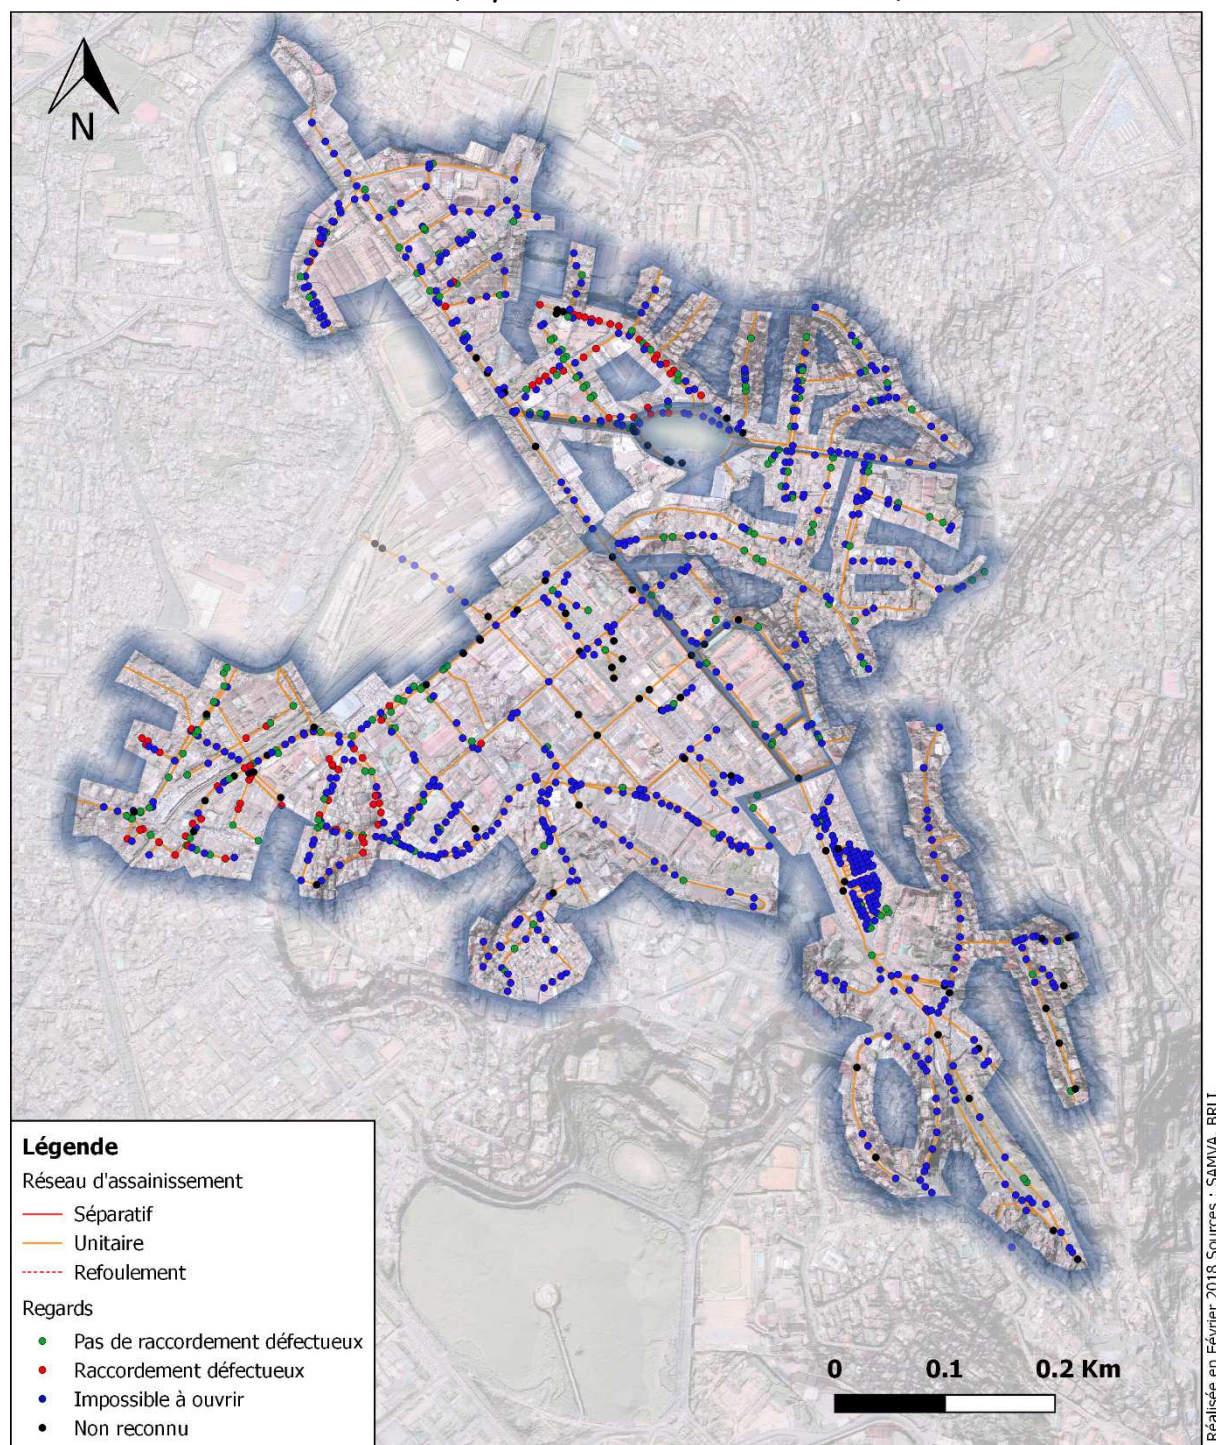 N
Légende
Réseau d'assainissement
Séparatif
Unitaire
Refoulement
Regards
Pas de raccordement défectueux
Raccordement défectueux
Impossible à ouvrir
Non reconnu
0 0.1 0.2 Km
Réalisée en Février 2018 Sources : SAMVA, BRLI